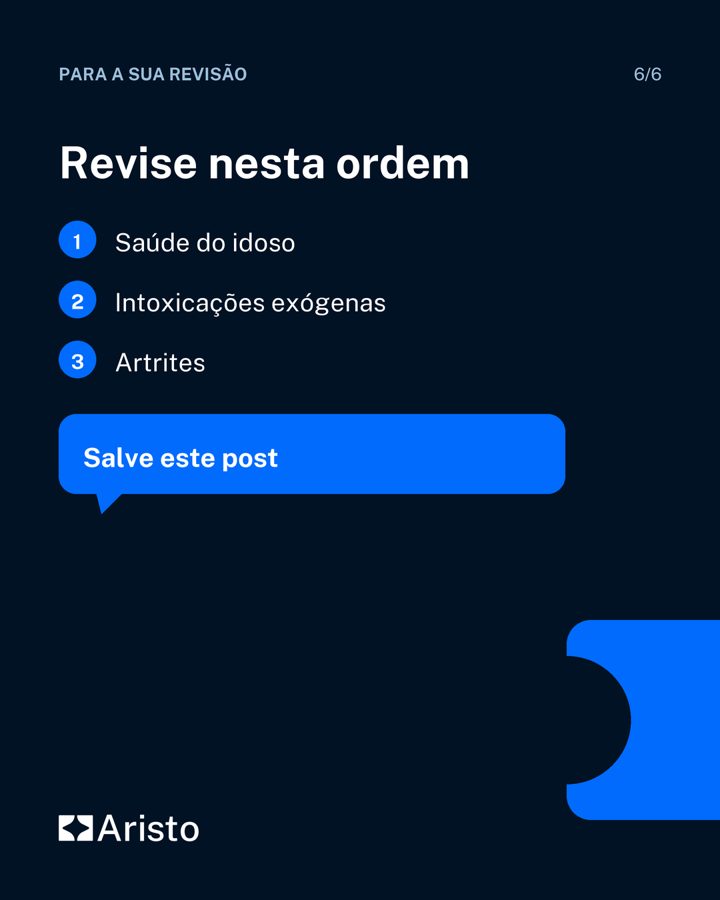 PARA A SUA REVISÃO
6/6
Revise nesta ordem
1 Saúde do idoso
2 Intoxicações exógenas
3 Artrites
Salve este post
Aristo